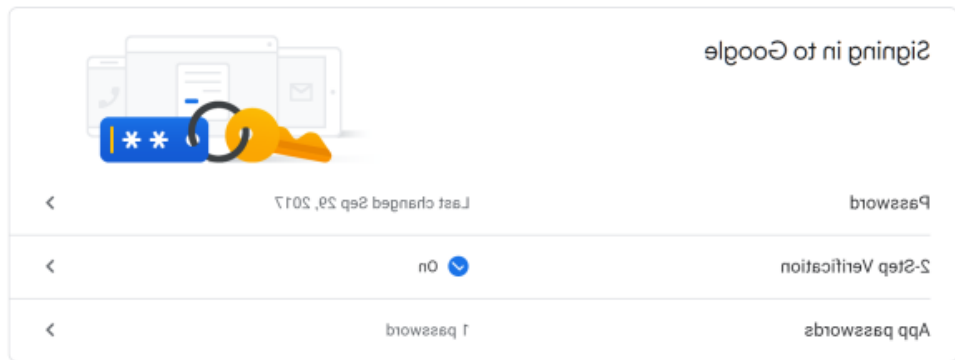 Signing in to Google
Password Last changed Sep 29, 2017
2-Step Verification On
App passwords 1 password